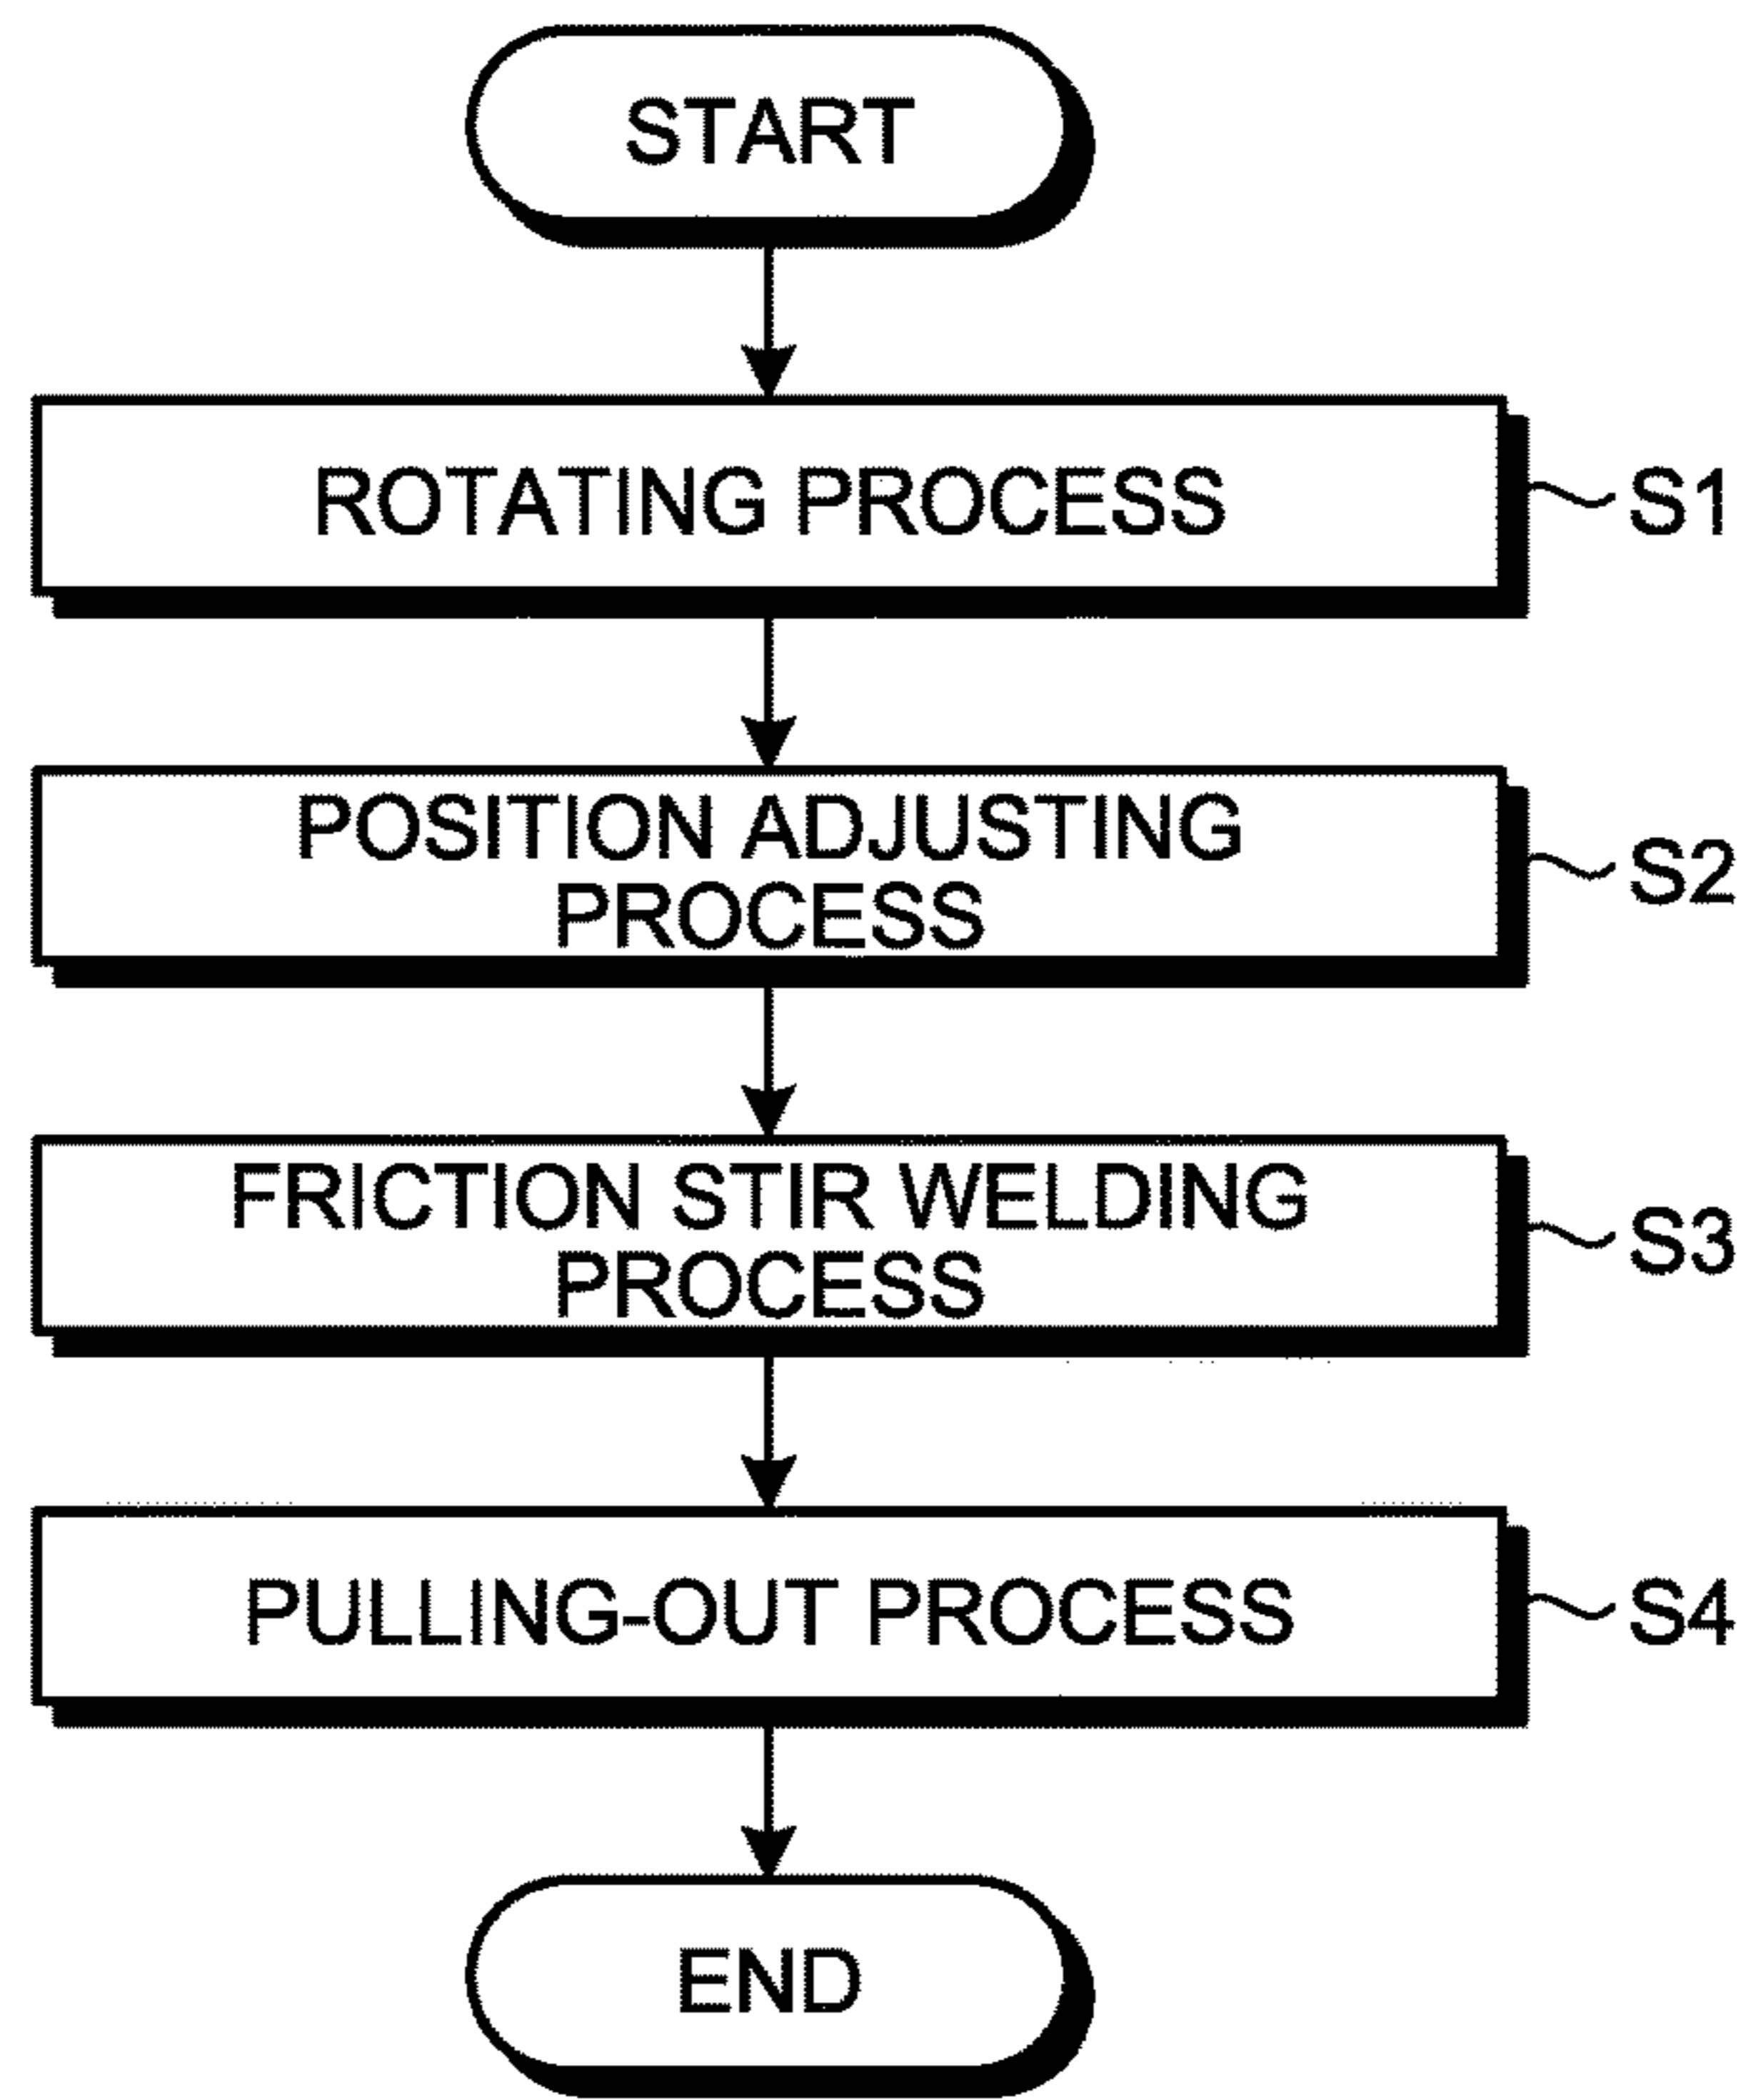 START
ROTATING PROCESS
S1
POSITION ADJUSTING
PROCESS
S2
FRICTION STIR WELDING
PROCESS
S3
PULLING-OUT PROCESS
S4
END